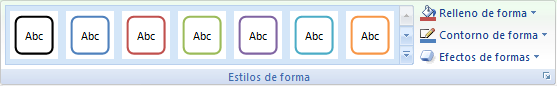 Abc Abc Abc Abc Abc Abc Abc
Relleno de forma
Contorno de forma
Efectos de formas
Estilos de forma